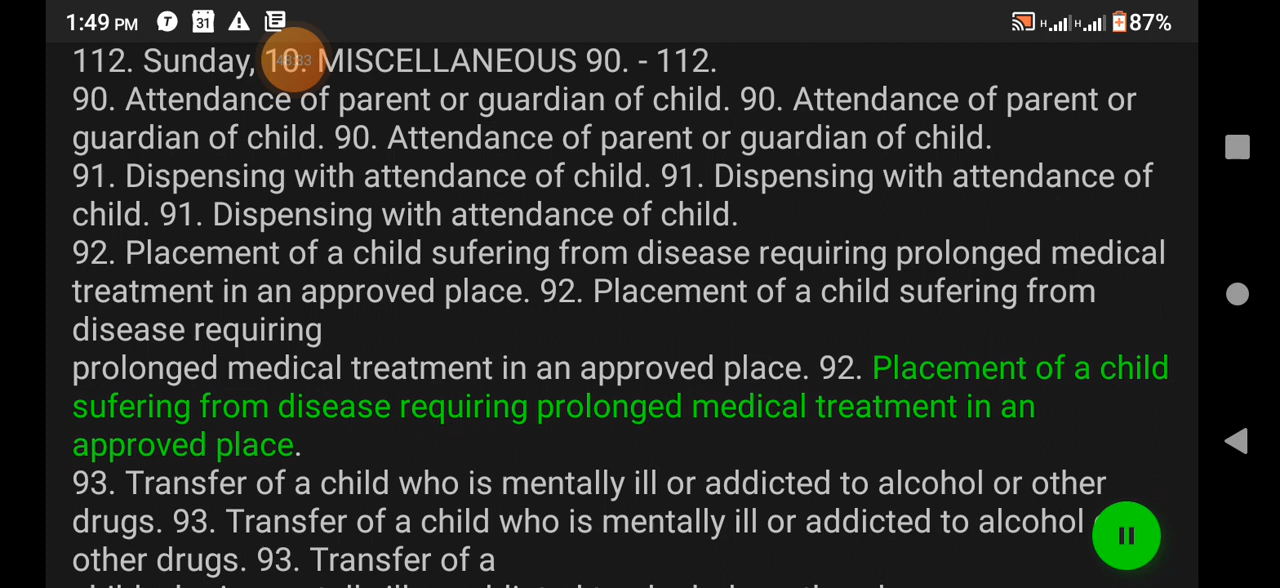 1:49 PM 31 H H 87%
112. Sunday, 10. MISCELLANEOUS 90. - 112.
90. Attendance of parent or guardian of child. 90. Attendance of parent or
guardian of child. 90. Attendance of parent or guardian of child.
91. Dispensing with attendance of child. 91. Dispensing with attendance of
child. 91. Dispensing with attendance of child.
92. Placement of a child sufering from disease requiring prolonged medical
treatment in an approved place. 92. Placement of a child sufering from
disease requiring
prolonged medical treatment in an approved place. 92. Placement of a child
sufering from disease requiring prolonged medical treatment in an
approved place.
93. Transfer of a child who is mentally ill or addicted to alcohol or other
drugs. 93. Transfer of a child who is mentally ill or addicted to alcohol
other drugs. 93. Transfer of a